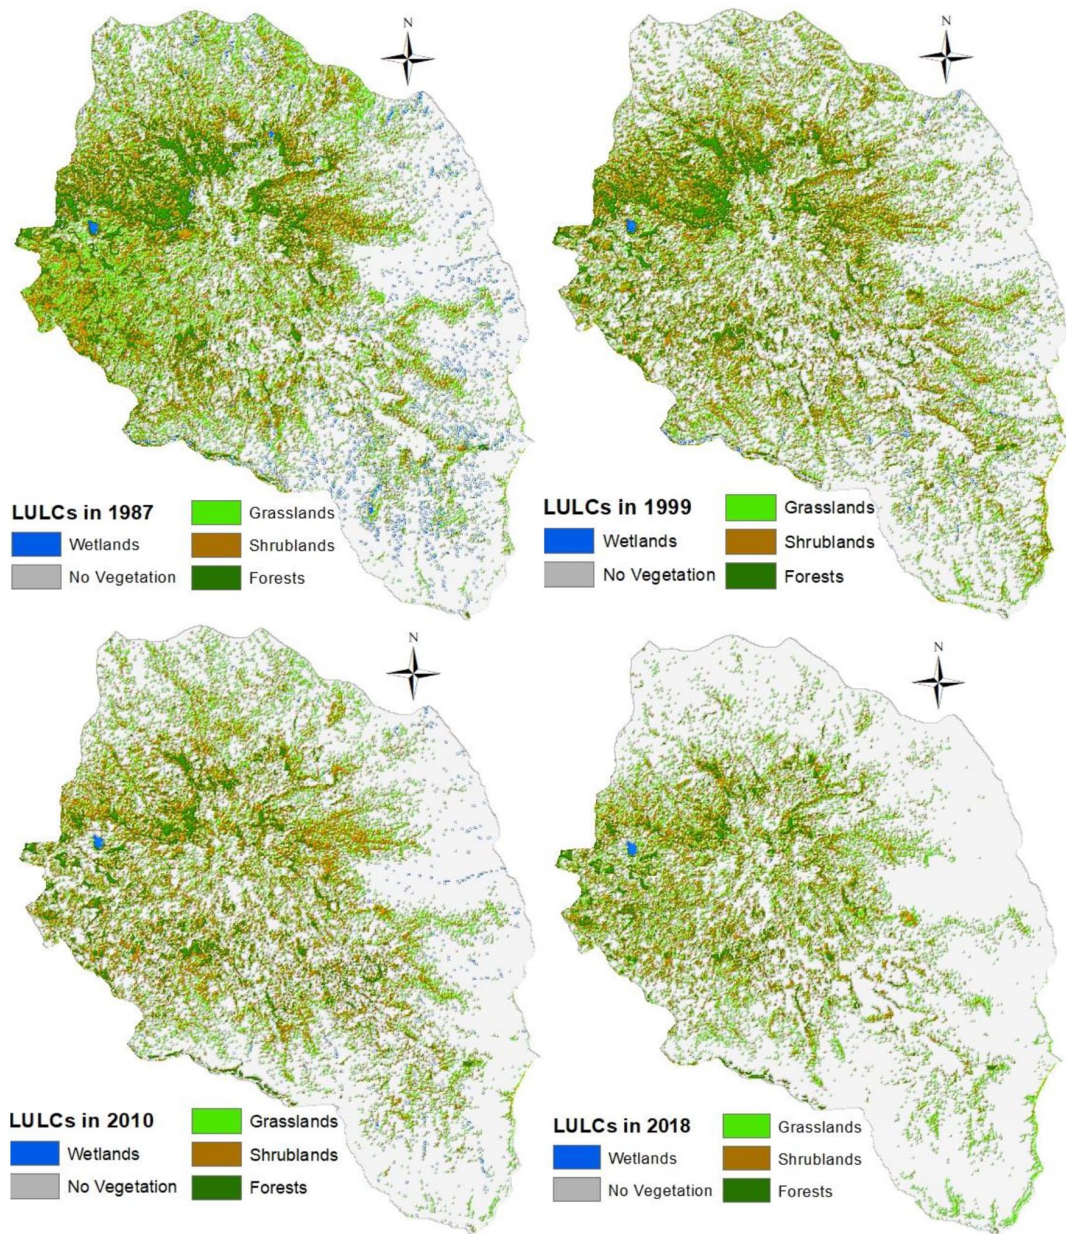 N
N
LULCs in 1987
Wetlands
No Vegetation
Grasslands
Shrublands
Forests
LULCs in 1999
Wetlands
No Vegetation
Grasslands
Shrublands
Forests
N
N
LULCs in 2010
Wetlands
No Vegetation
Grasslands
Shrublands
Forests
LULCs in 2018
Wetlands
No Vegetation
Grasslands
Shrublands
Forests